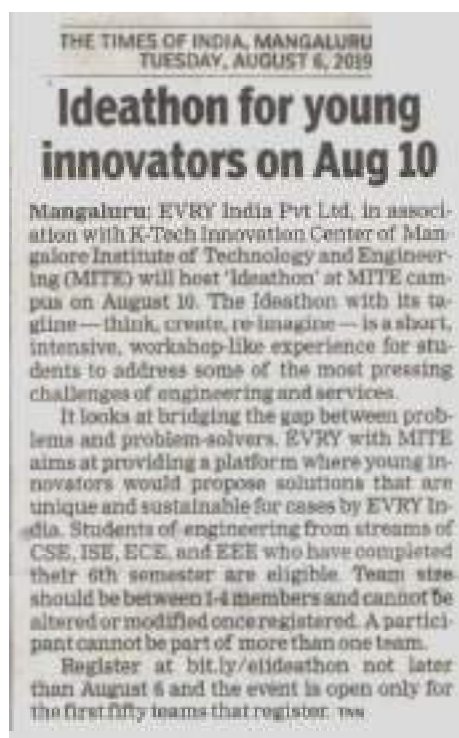 THE TIMES OF INDIA, MANGALURU
TUESDAY, AUGUST 6, 2019
Ideathon for young
innovators on Aug 10
Mangaluru: EVRY India Pvt Ltd, in associ-
ation with K-Tech Innovation Center of Man-
galore Institute of Technology and Engineer-
ing (MITE) will host 'Ideathon' at MITE cam-
pus on August 10. The Ideathon with its ta-
gline — think, create, re-imagine — is a short,
intensive, workshop-like experience for stu-
dents to address some of the most pressing
challenges of engineering and services.
It looks at bridging the gap between prob-
lems and problem-solvers. EVRY with MITE
aims at providing a platform where young in-
novators would propose solutions that are
unique and sustainable for cases by EVRY In-
dia. Students of engineering from streams of
CSE, ISE, ECE, and EEE who have completed
their 6th semester are eligible. Team size
should be between 1-4 members and cannot be
altered or modified once registered. A partici-
pant cannot be part of more than one team.
Register at bit.ly/eiideathon not later
than August 6 and the event is open only for
the first fifty teams that register. TNN